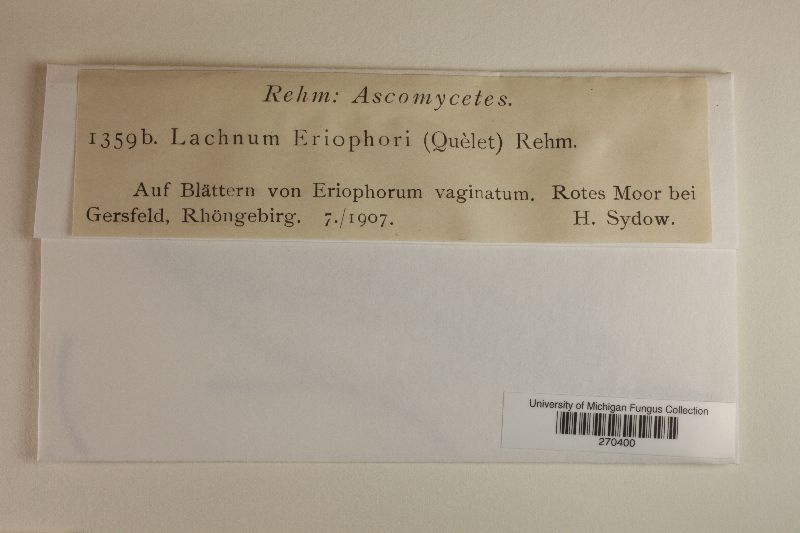 Rehm: Ascomycetes.
1359b. Lachnum Eriophori (Quèlet) Rehm.
Auf Blättern von Eriophorum vaginatum. Rotes Moor bei
Gersfeld, Rhöngebirg. 7./1907. H. Sydow.
University of Michigan Fungus Collection
270400